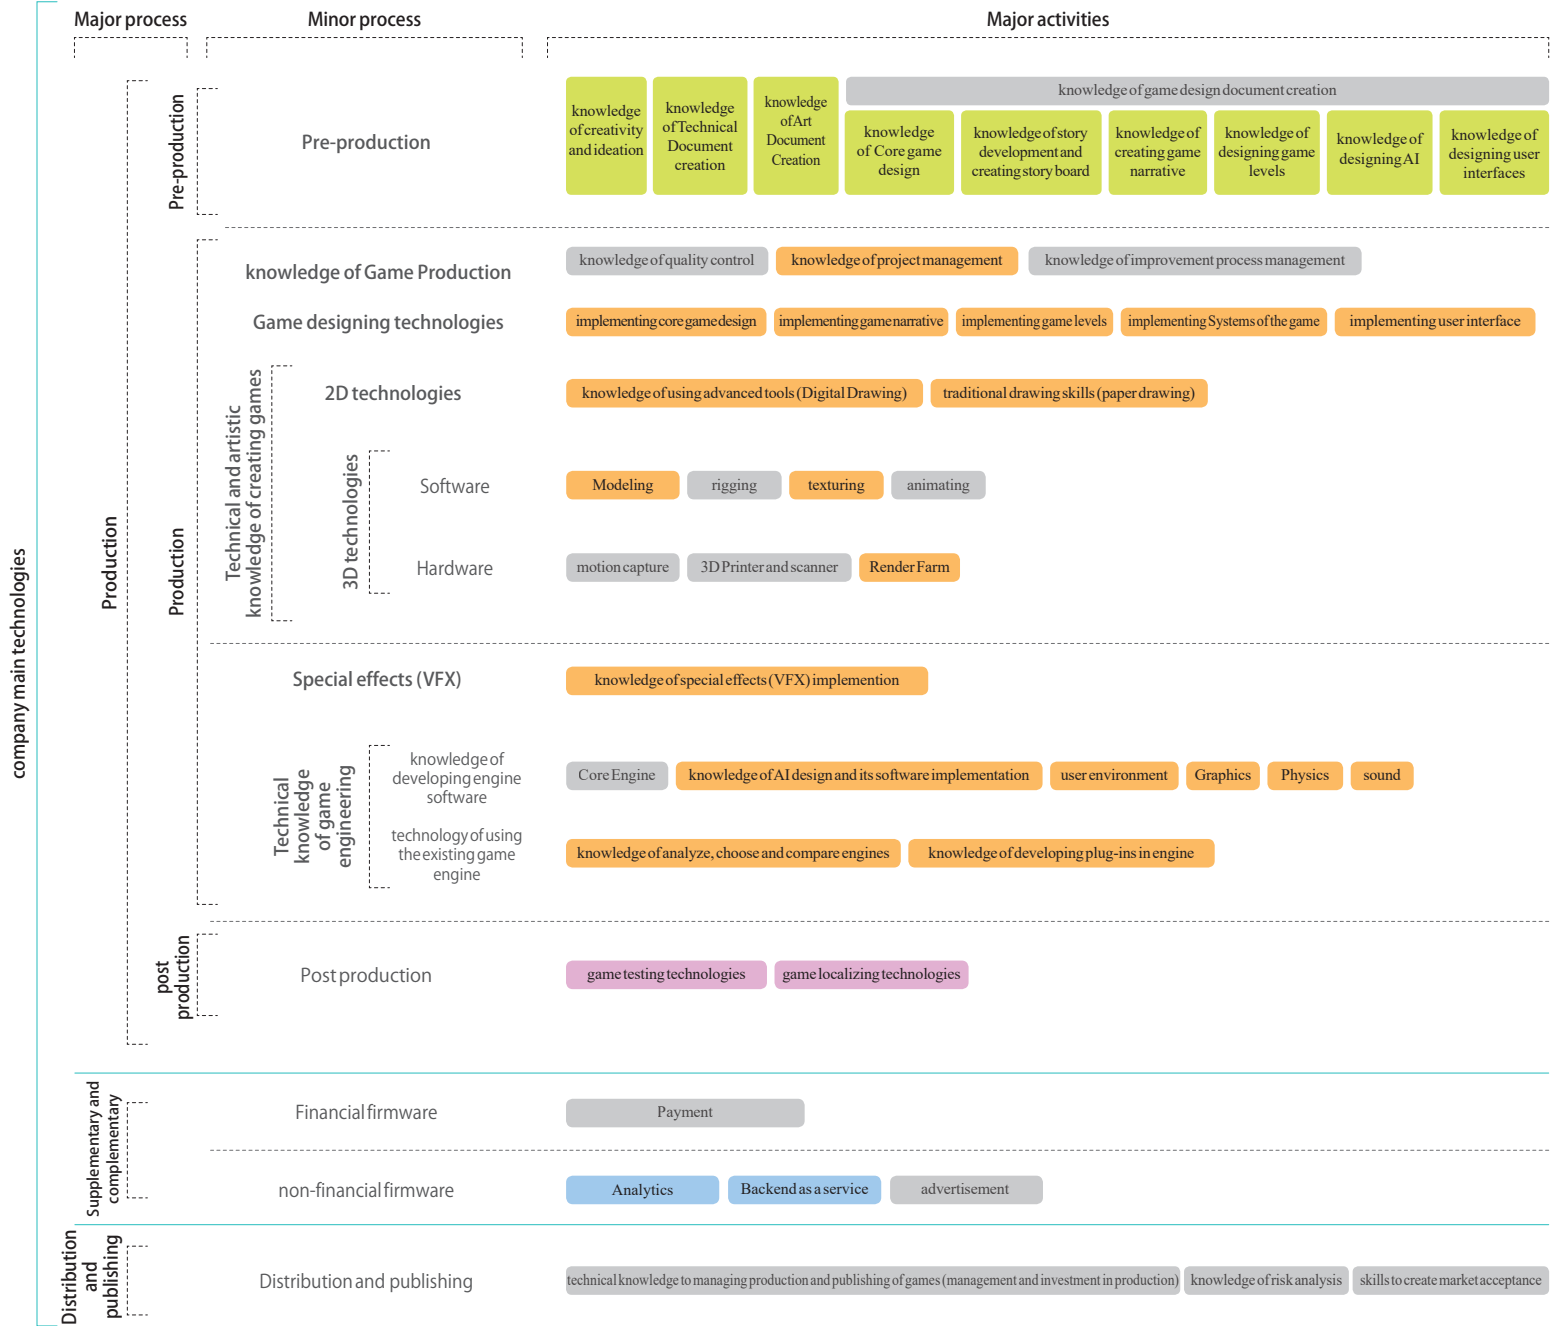 Major process
Minor process
Major activities
company main technologies
Production
Pre-production
Pre-production
knowledge
of creativity
and ideation
knowledge
of Technical
Document
creation
knowledge
of Art
Document
Creation
knowledge of game design document creation
knowledge
of Core game
design
knowledge of story
development and
creating story board
knowledge of
creating game
narrative
knowledge of
designing game
levels
knowledge of
designing AI
knowledge of
designing user
interfaces
Production
knowledge of Game Production
knowledge of quality control
knowledge of project management
knowledge of improvement process management
Game designing technologies
implementing core game design
implementing game narrative
implementing game levels
implementing Systems of the game
implementing user interface
Technical and artistic
knowledge of creating games
2D technologies
knowledge of using advanced tools (Digital Drawing)
traditional drawing skills (paper drawing)
3D technologies
Software
Modeling
rigging
texturing
animating
Hardware
motion capture
3D Printer and scanner
Render Farm
Special effects (VFX)
knowledge of special effects (VFX) implemention
Technical
knowledge
of game
engineering
knowledge of
developing engine
software
Core Engine
knowledge of AI design and its software implementation
user environment
Graphics
Physics
sound
technology of using
the existing game
engine
knowledge of analyze, choose and compare engines
knowledge of developing plug-ins in engine
post
production
Post production
game testing technologies
game localizing technologies
Supplementary and
complementary
Financial firmware
Payment
non-financial firmware
Analytics
Backend as a service
advertisement
Distribution
and
publishing
Distribution and publishing
technical knowledge to managing production and publishing of games (management and investment in production)
knowledge of risk analysis
skills to create market acceptance